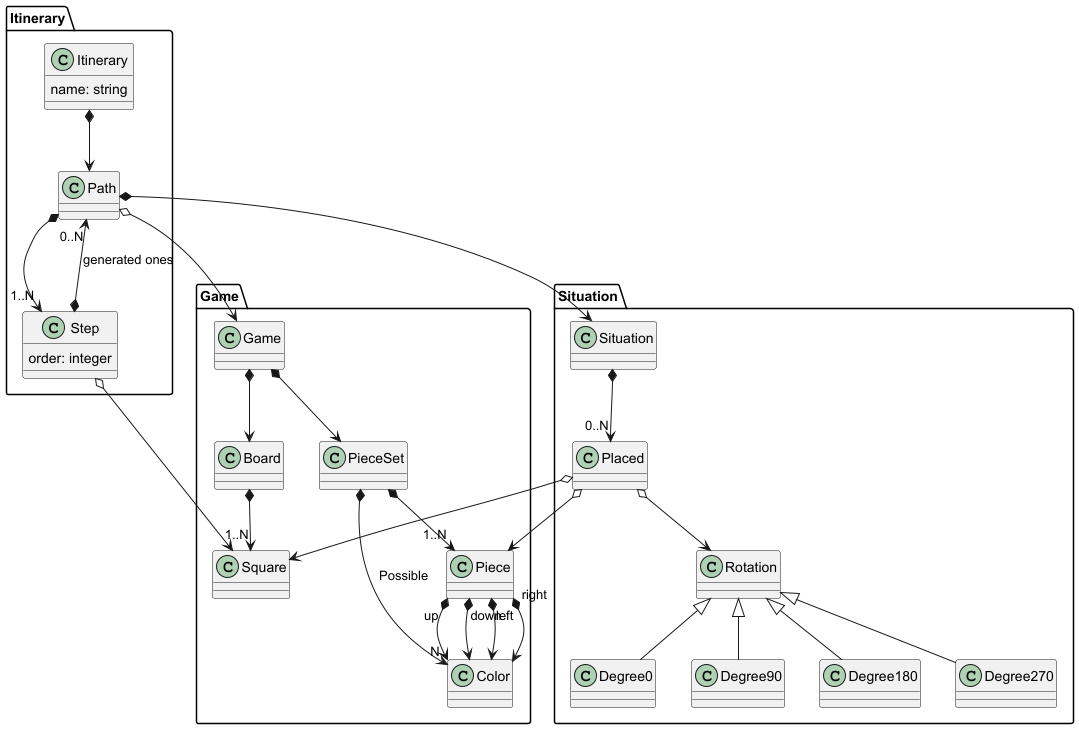 Itinerary
C Itinerary
name: string
C Path
0..N
generated ones
1..N
C Step
order: integer
Game
C Game
C Board
C PieceSet
1..N
1..N
C Square
Possible
C Piece
up
down
left
right
N
C Color
Situation
C Situation
0..N
C Placed
C Rotation
C Degree0
C Degree90
C Degree180
C Degree270